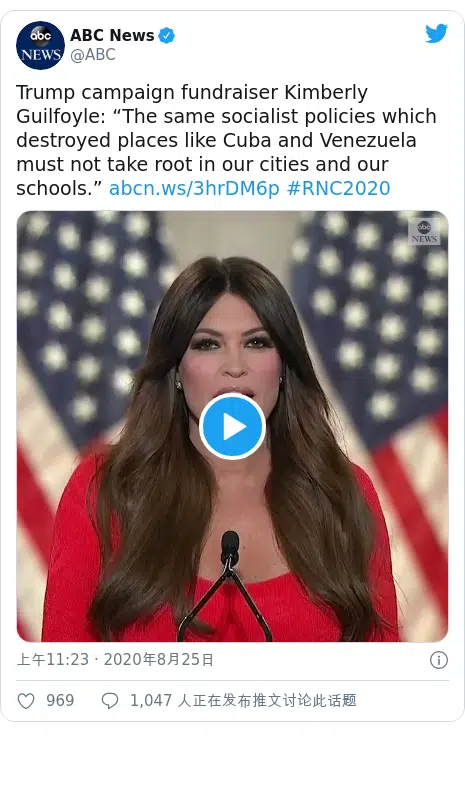 ABC News
@ABC
Trump campaign fundraiser Kimberly
Guilfoyle: “The same socialist policies which
destroyed places like Cuba and Venezuela
must not take root in our cities and our
schools.” abcn.ws/3hrDM6p #RNC2020
abc
NEWS
abc
NEWS
上午11:23 · 2020年8月25日
969 1,047 人正在发布推文讨论此话题